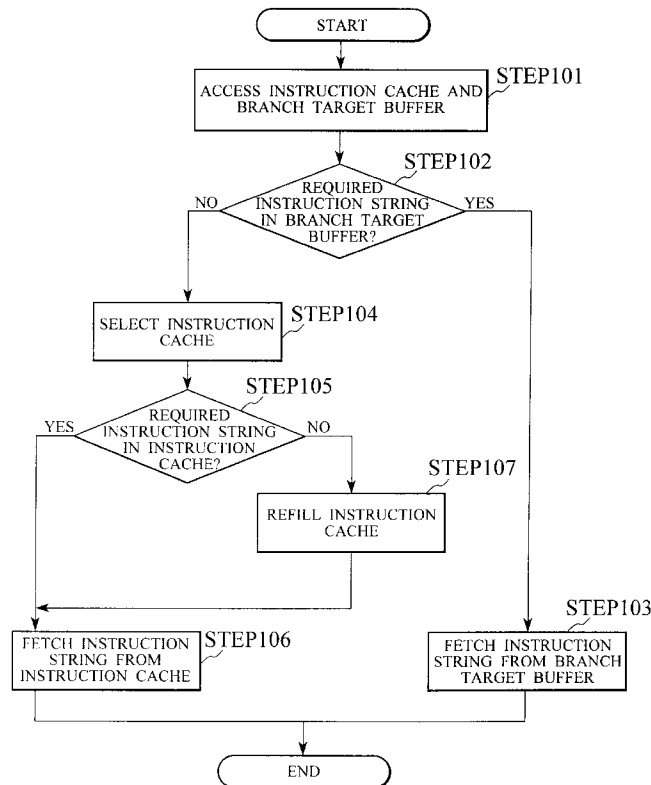 START
STEP101
ACCESS INSTRUCTION CACHE AND
BRANCH TARGET BUFFER
STEP102
REQUIRED
INSTRUCTION STRING
IN BRANCH TARGET
BUFFER?
NO
YES
STEP104
SELECT INSTRUCTION
CACHE
STEP105
REQUIRED
INSTRUCTION STRING
IN INSTRUCTION
CACHE?
YES
NO
STEP107
REFILL INSTRUCTION
CACHE
STEP106
FETCH INSTRUCTION
STRING FROM
INSTRUCTION CACHE
STEP103
FETCH INSTRUCTION
STRING FROM BRANCH
TARGET BUFFER
END